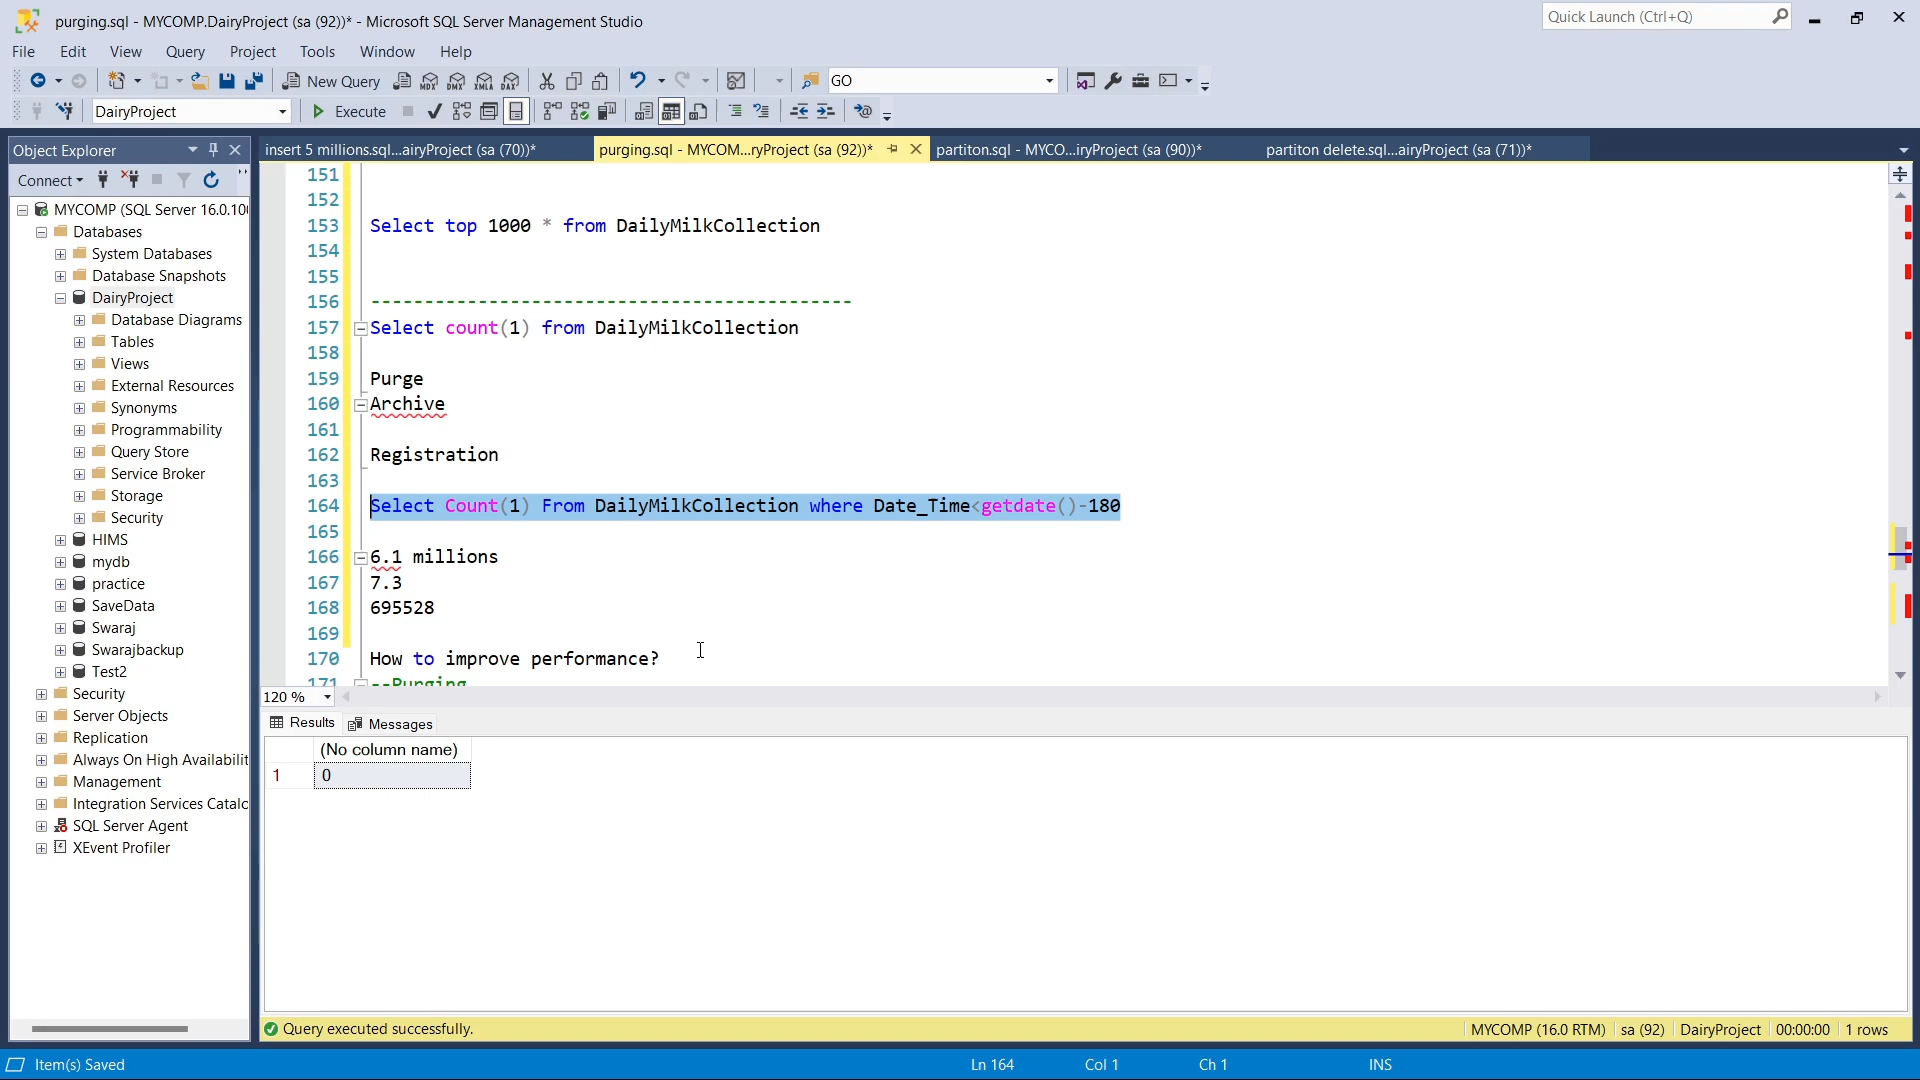 purging.sql - MYCOMP.DairyProject (sa (92))* - Microsoft SQL Server Management Studio
Quick Launch (Ctrl+Q)
File Edit View Query Project Tools Window Help
New Query MDX DMX XMLA DAX GO
DairyProject Execute
Object Explorer
Connect
MYCOMP (SQL Server 16.0.100
Databases
System Databases
Database Snapshots
DairyProject
Database Diagrams
Tables
Views
External Resources
Synonyms
Programmability
Query Store
Service Broker
Storage
Security
HIMS
mydb
practice
SaveData
Swaraj
Swarajbackup
Test2
Security
Server Objects
Replication
Always On High Availabilit
Management
Integration Services Catalo
SQL Server Agent
XEvent Profiler
insert 5 millions.sql...airyProject (sa (70))* purging.sql - MYCOM...ryProject (sa (92))* partiton.sql - MYCO...iryProject (sa (90))* partiton delete.sql...airyProject (sa (71))*
151
152
153 Select top 1000 * from DailyMilkCollection
154
155
156 ---------------------------------------------
157 Select count(1) from DailyMilkCollection
158
159 Purge
160 Archive
161
162 Registration
163
164 Select Count(1) From DailyMilkCollection where Date_Time<getdate()-180
165
166 6.1 millions
167 7.3
168 695528
169
170 How to improve performance?
171 --Purging
120 %
Results Messages
(No column name)
1 0
Query executed successfully. MYCOMP (16.0 RTM) sa (92) DairyProject 00:00:00 1 rows
Item(s) Saved Ln 164 Col 1 Ch 1 INS